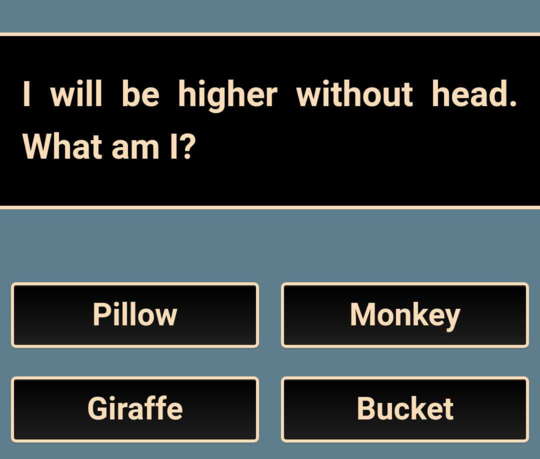 I will be higher without head.
What am I?
Pillow
Monkey
Giraffe
Bucket